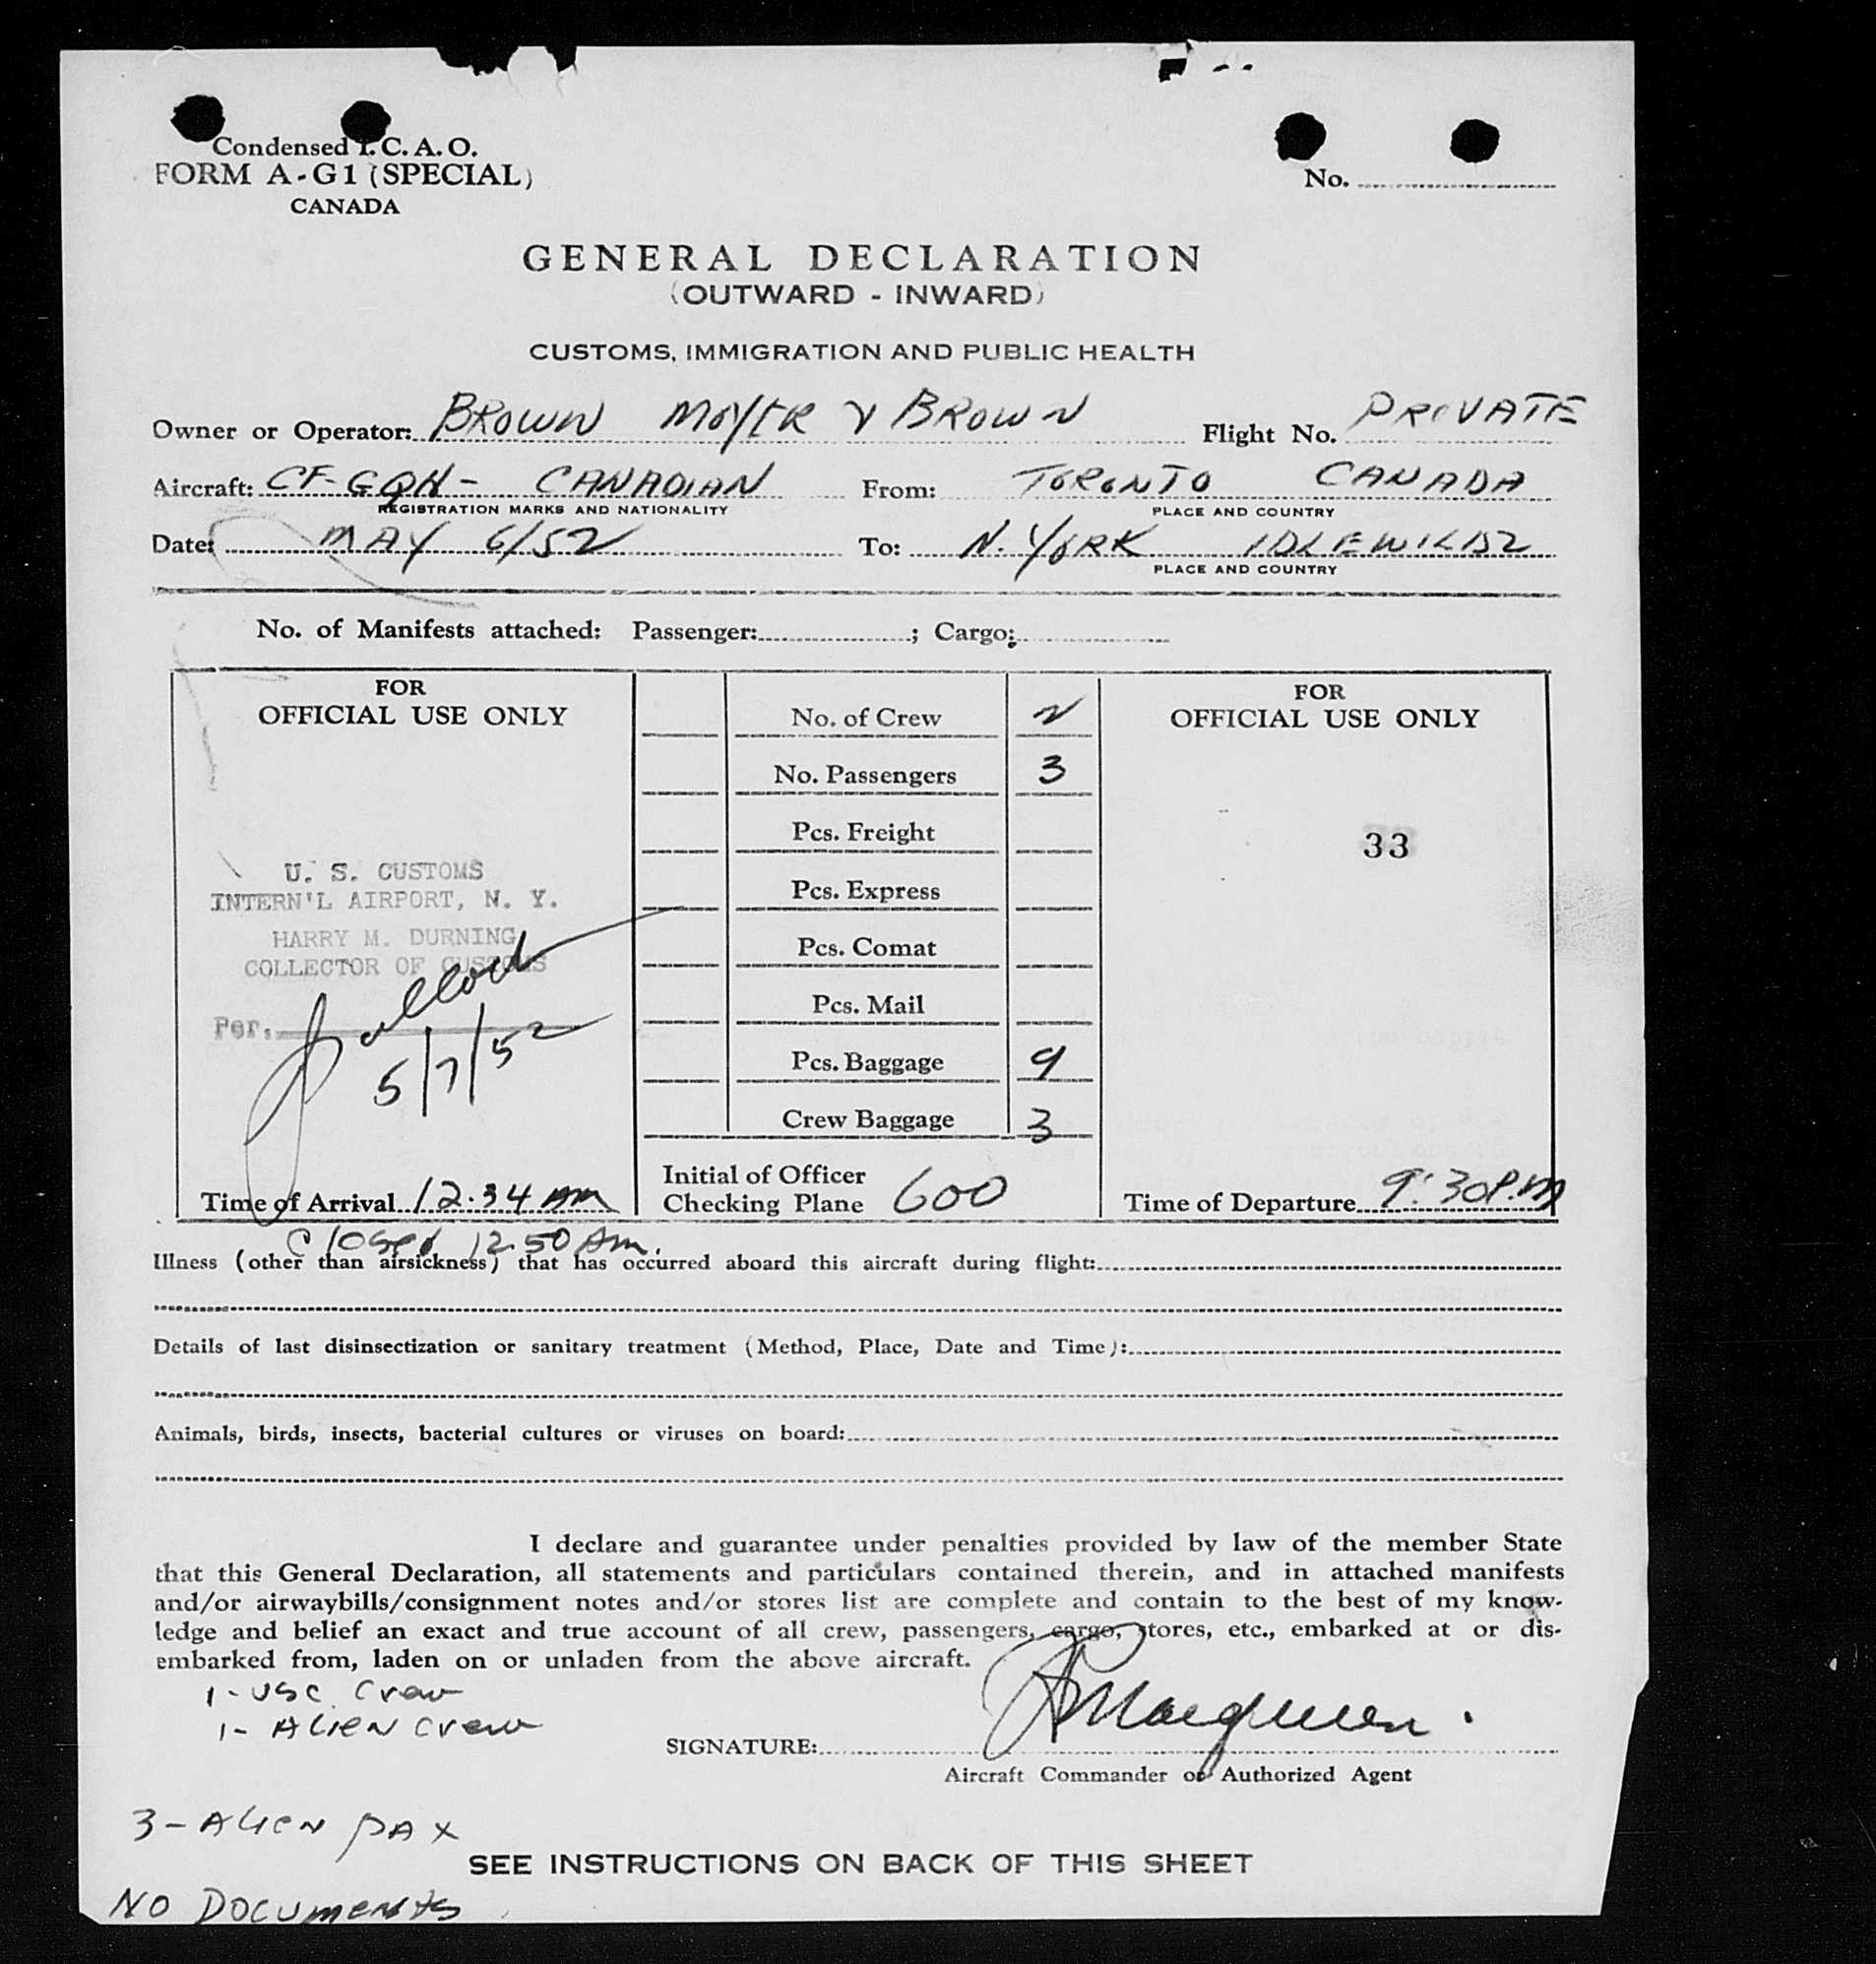 Condensed I.C.A.O.
FORM A-G1 (SPECIAL)
CANADA
No.
GENERAL DECLARATION
(OUTWARD - INWARD)
CUSTOMS, IMMIGRATION AND PUBLIC HEALTH
Owner or Operator: BROWN MOYER & BROWN Flight No. PRIVATE
Aircraft: CF-GQH- CANADIAN From: TORONTO CANADA
REGISTRATION MARKS AND NATIONALITY PLACE AND COUNTRY
Date: MAY 6/52 To: N. YORK IDLEWILD
PLACE AND COUNTRY
No. of Manifests attached: Passenger: ; Cargo:
FOR
OFFICIAL USE ONLY
U. S. CUSTOMS
INTERN'L AIRPORT, N. Y.
HARRY M. DURNING
COLLECTOR OF CUSTOMS
Per.
5/7/52
Time of Arrival 12.34 am
closed 12.50 Am.
No. of Crew 2
No. Passengers 3
Pcs. Freight
Pcs. Express
Pcs. Comat
Pcs. Mail
Pcs. Baggage 9
Crew Baggage 3
Initial of Officer
Checking Plane 600
FOR
OFFICIAL USE ONLY
33
Time of Departure 9:30P.M
Illness (other than airsickness) that has occurred aboard this aircraft during flight:
Details of last disinsectization or sanitary treatment (Method, Place, Date and Time):
Animals, birds, insects, bacterial cultures or viruses on board:
I declare and guarantee under penalties provided by law of the member State
that this General Declaration, all statements and particulars contained therein, and in attached manifests
and/or airwaybills/consignment notes and/or stores list are complete and contain to the best of my know-
ledge and belief an exact and true account of all crew, passengers, cargo, stores, etc., embarked at or dis-
embarked from, laden on or unladen from the above aircraft.
1-USC Crew
1- ALIEN Crew
SIGNATURE:
Aircraft Commander or Authorized Agent
3-ALIEN PAX
SEE INSTRUCTIONS ON BACK OF THIS SHEET
NO DOCUMENTS